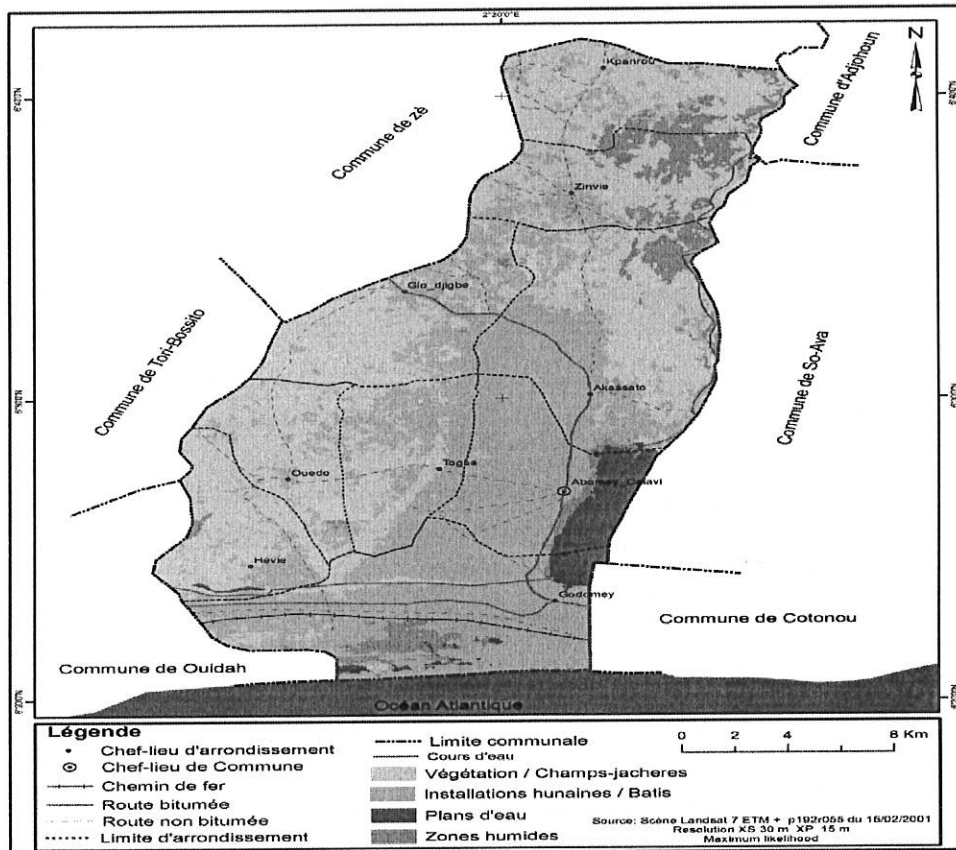 2°20'0"E
N
Kpanrou
Commune d'Adjohoun
Commune de zè
Zinvie
Glo_djigbe
Commune de Tori-Bossito
Commune de So-Ava
Akassato
Ouedo
Togba
Abomey_Calavi
Hevie
Godomey
Commune de Cotonou
Commune de Ouidah
Océan Atlantique
Légende
Chef-lieu d'arrondissement
Chef-lieu de Commune
Chemin de fer
Route bitumée
Route non bitumée
Limite d'arrondissement
Limite communale
Cours d'eau
Végétation / Champs-jacheres
Installations hunaines / Batis
Plans d'eau
Zones humides
0 2 4 8 Km
Source: Scène Landsat 7 ETM + p192r055 du 15/02/2001
Resolution XS 30 m XP 15 m
Maximum likelihood